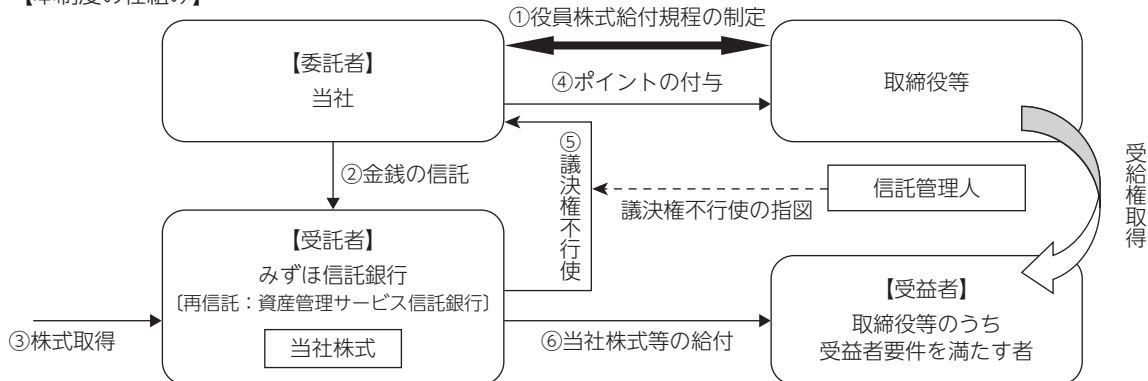 【本制度の仕組み】
①役員株式給付規程の制定
【委託者】
当社
④ポイントの付与
取締役等
②金銭の信託
⑤議決権不行使
議決権不行使の指図
信託管理人
受給権取得
【受託者】
みずほ信託銀行
〔再信託：資産管理サービス信託銀行〕
当社株式
③株式取得
⑥当社株式等の給付
【受益者】
取締役等のうち
受益者要件を満たす者